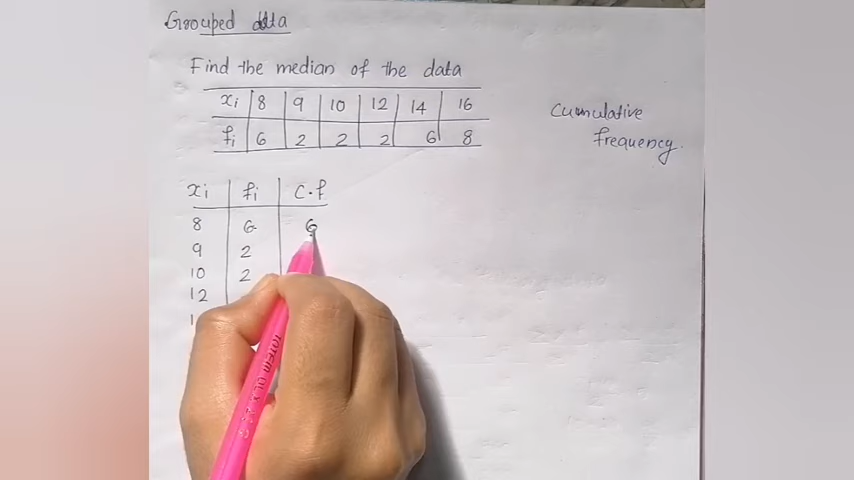 Grouped data
Find the median of the data
xi 8 9 10 12 14 16
fi 6 2 2 2 6 8
Cumulative
frequency.
xi fi C.f
8 6 6
9 2
10 2
12
1